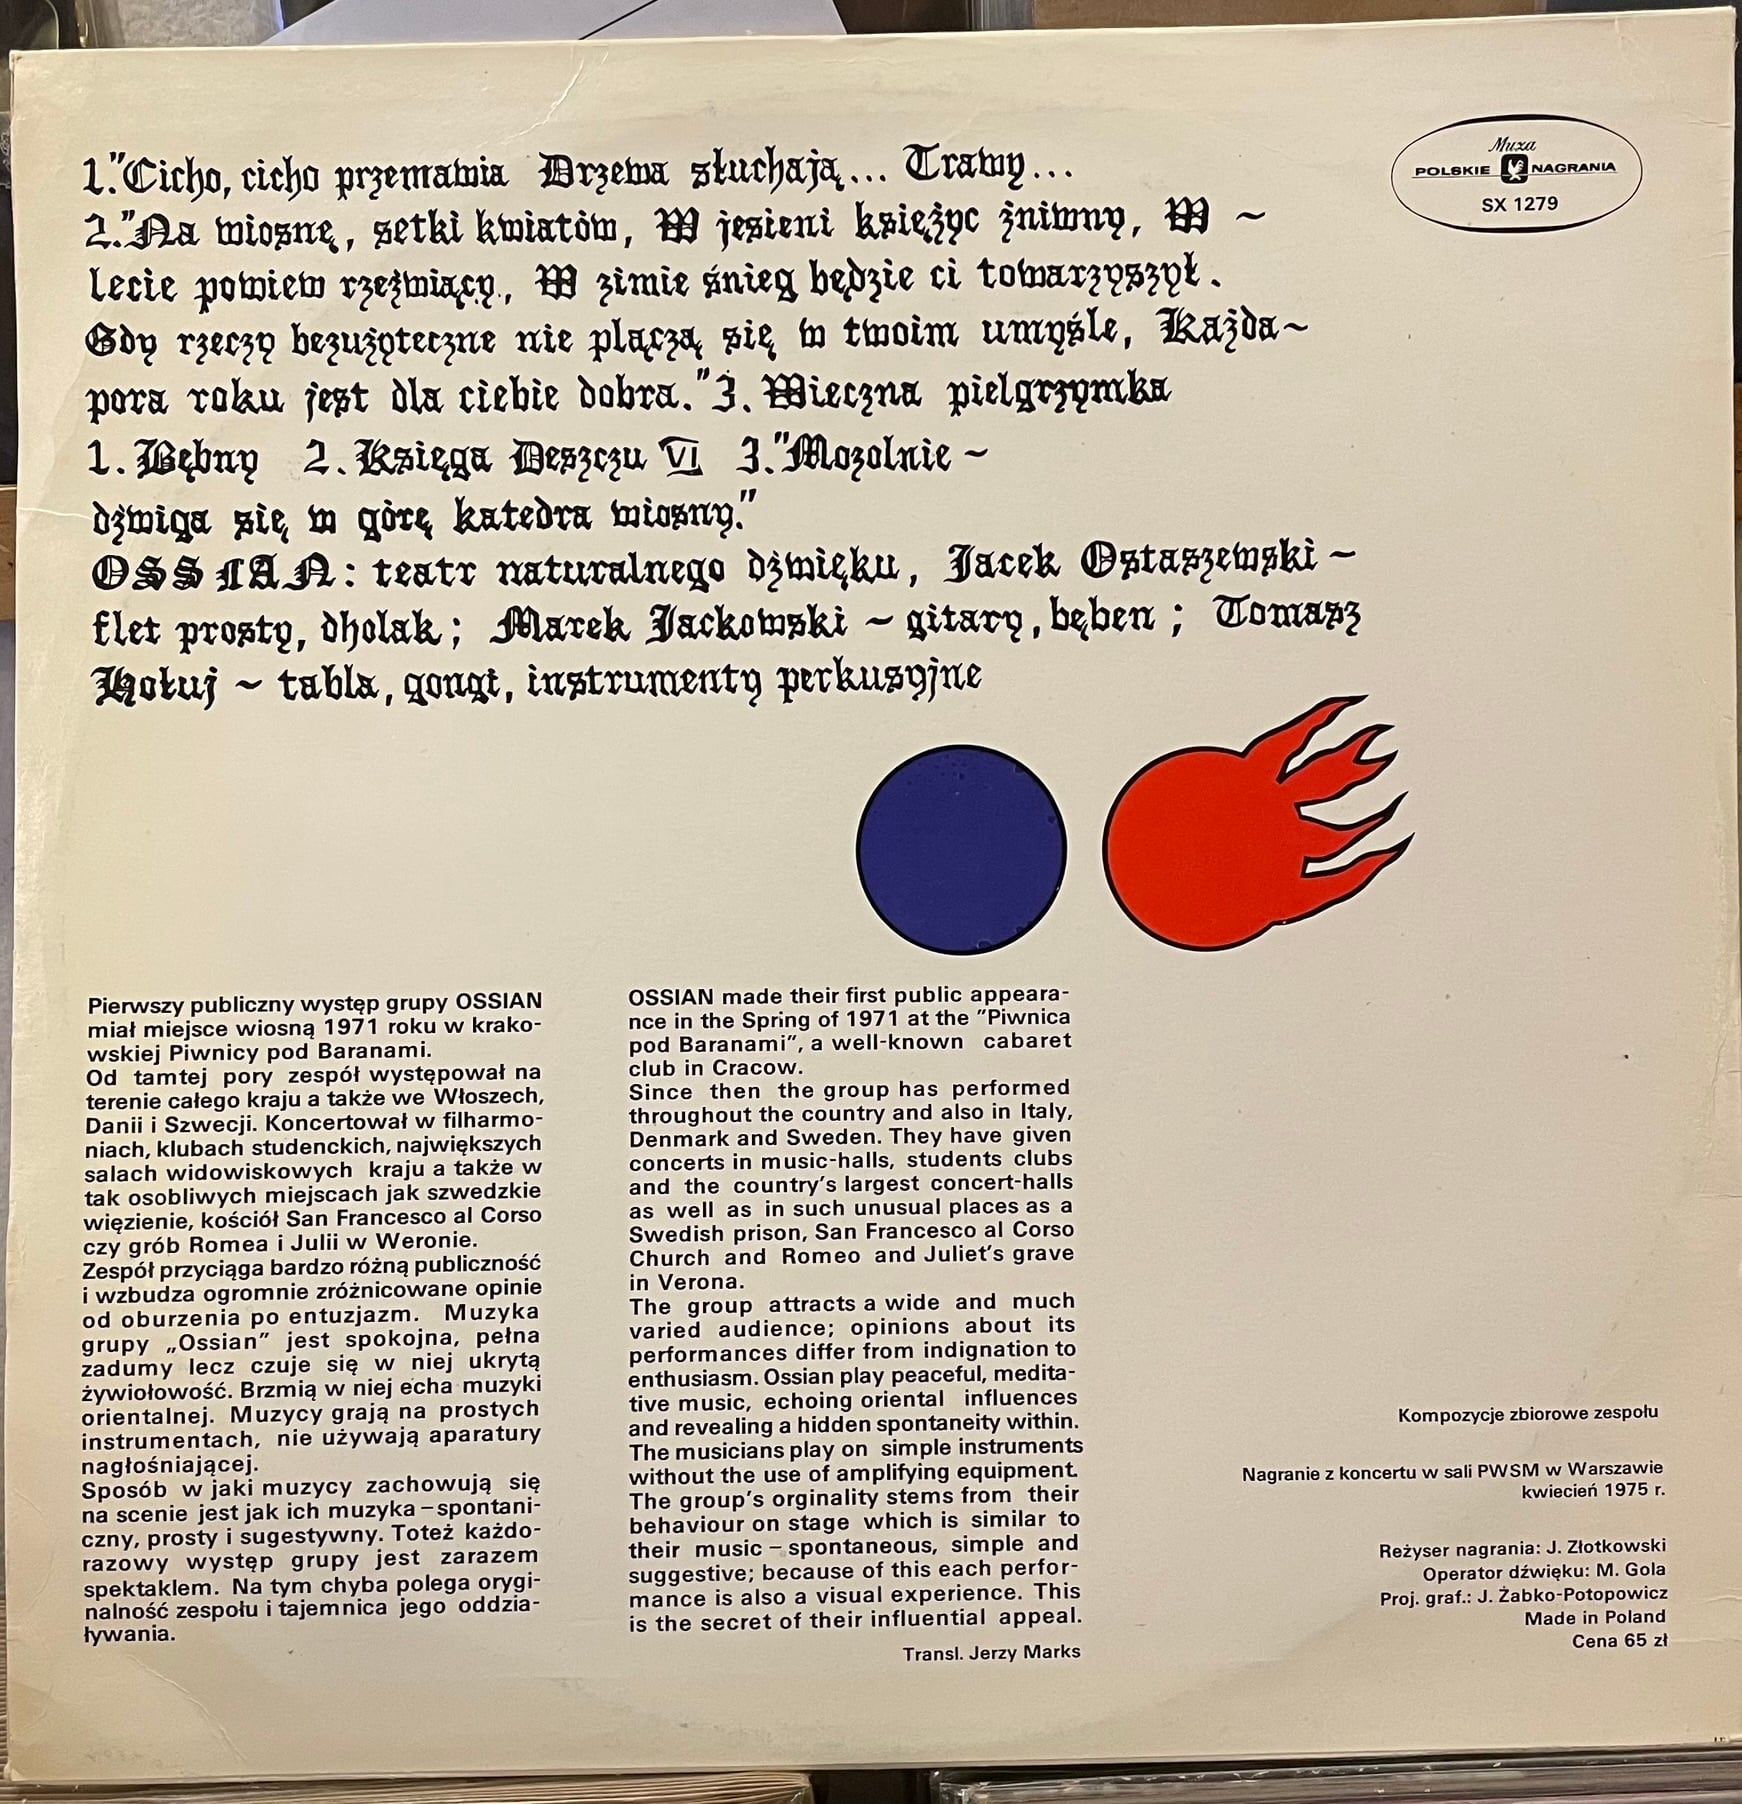 1."Cicho, cicho przemawia Drzewa słuchają... Trawy...
2."Na wiosnę, setki kwiatów, W jesieni księżyc żniwny, W ~
lecie powiew rzeźwiący, W zimie śnieg będzie ci towarzyszył.
Gdy rzeczy bezużyteczne nie plączą się w twoim umyśle, Każda~
pora roku jest dla ciebie dobra."3. Wieczna pielgrzymka
1. Bębny 2. Księga Deszczu VI 3."Mozolnie ~
dźwiga się w górę katedra wiosny."
OSSIAN: teatr naturalnego dźwięku, Jacek Ostaszewski ~
flet prosty, dholak; Marek Jackowski ~ gitary, bęben; Tomasz
Hołuj ~ tabla, gongi, instrumenty perkusyjne
Muza
POLSKIE NAGRANIA
SX 1279
Pierwszy publiczny występ grupy OSSIAN
miał miejsce wiosną 1971 roku w krako-
wskiej Piwnicy pod Baranami.
Od tamtej pory zespół występował na
terenie całego kraju a także we Włoszech,
Danii i Szwecji. Koncertował w filharmo-
niach, klubach studenckich, największych
salach widowiskowych kraju a także w
tak osobliwych miejscach jak szwedzkie
więzienie, kościół San Francesco al Corso
czy grób Romea i Julii w Weronie.
Zespół przyciąga bardzo różną publiczność
i wzbudza ogromnie zróżnicowane opinie
od oburzenia po entuzjazm. Muzyka
grupy „Ossian" jest spokojna, pełna
zadumy lecz czuje się w niej ukrytą
żywiołowość. Brzmią w niej echa muzyki
orientalnej. Muzycy grają na prostych
instrumentach, nie używają aparatury
nagłośniającej.
Sposób w jaki muzycy zachowują się
na scenie jest jak ich muzyka – spontani-
czny, prosty i sugestywny. Toteż każdo-
razowy występ grupy jest zarazem
spektaklem. Na tym chyba polega orygi-
nalność zespołu i tajemnica jego oddzia-
ływania.
OSSIAN made their first public appeara-
nce in the Spring of 1971 at the "Piwnica
pod Baranami", a well-known cabaret
club in Cracow.
Since then the group has performed
throughout the country and also in Italy,
Denmark and Sweden. They have given
concerts in music-halls, students clubs
and the country's largest concert-halls
as well as in such unusual places as a
Swedish prison, San Francesco al Corso
Church and Romeo and Juliet's grave
in Verona.
The group attracts a wide and much
varied audience; opinions about its
performances differ from indignation to
enthusiasm. Ossian play peaceful, medita-
tive music, echoing oriental influences
and revealing a hidden spontaneity within.
The musicians play on simple instruments
without the use of amplifying equipment.
The group's orginality stems from their
behaviour on stage which is similar to
their music – spontaneous, simple and
suggestive; because of this each perfor-
mance is also a visual experience. This
is the secret of their influential appeal.
Transl. Jerzy Marks
Kompozycje zbiorowe zespołu
Nagranie z koncertu w sali PWSM w Warszawie
kwiecień 1975 r.
Reżyser nagrania: J. Złotkowski
Operator dźwięku: M. Gola
Proj. graf.: J. Żabko-Potopowicz
Made in Poland
Cena 65 zł